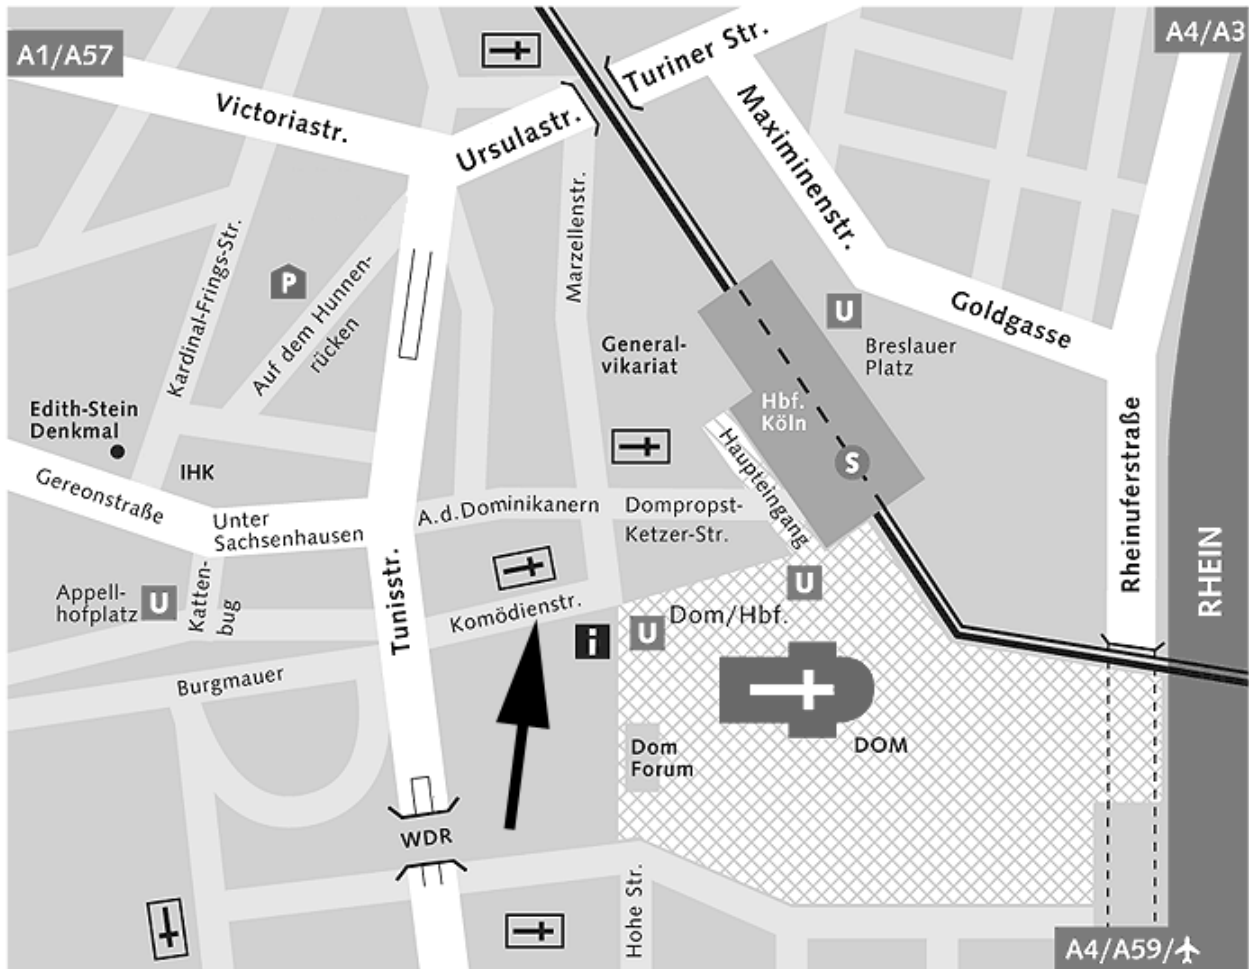 A1/A57
A4/A3
Turiner Str.
Victoriastr.
Ursulastr.
Maximinenstr.
Marzellenstr.
Kardinal-Frings-Str.
P
Auf dem Hunnen-
rücken
U
Goldgasse
General-
vikariat
Breslauer
Platz
Edith-Stein
Denkmal
Hbf.
Köln
S
Haupteingang
Rheinuferstraße
RHEIN
IHK
Gereonstraße
Unter
Sachsenhausen
A.d.Dominikanern
Dompropst-
Ketzer-Str.
Appell-
hofplatz
U
Katten-
bug
Tunisstr.
Komödienstr.
i
U
Dom/Hbf.
U
Burgmauer
DOM
Dom
Forum
WDR
Hohe Str.
A4/A59/